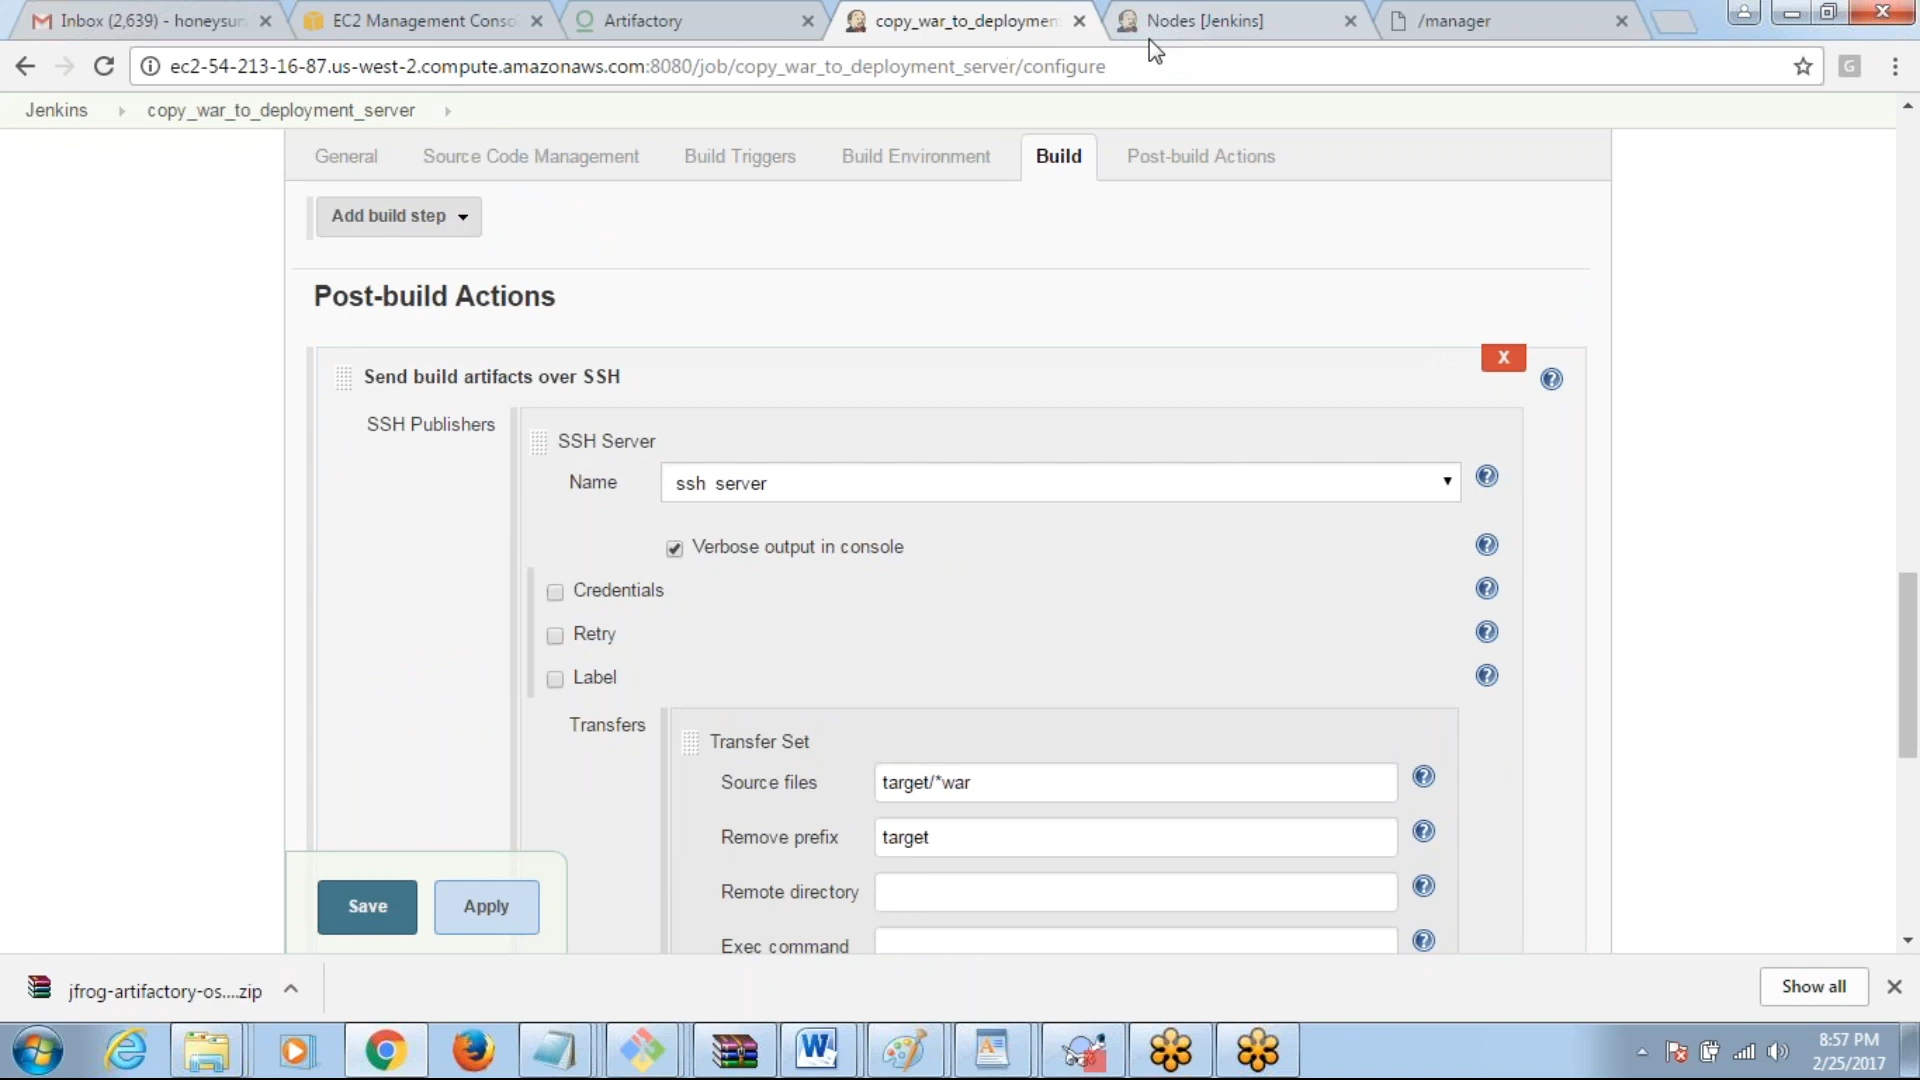 Inbox (2,639) - honeysun
EC2 Management Conso
Artifactory
copy_war_to_deploymen
Nodes [Jenkins]
/manager
ec2-54-213-16-87.us-west-2.compute.amazonaws.com:8080/job/copy_war_to_deployment_server/configure
G
Jenkins
copy_war_to_deployment_server
General
Source Code Management
Build Triggers
Build Environment
Build
Post-build Actions
Add build step
Post-build Actions
X
Send build artifacts over SSH
SSH Publishers
SSH Server
Name
ssh server
Verbose output in console
Credentials
Retry
Label
Transfers
Transfer Set
Source files
target/*war
Remove prefix
target
Remote directory
Exec command
Save
Apply
jfrog-artifactory-os....zip
Show all
8:57 PM
2/25/2017